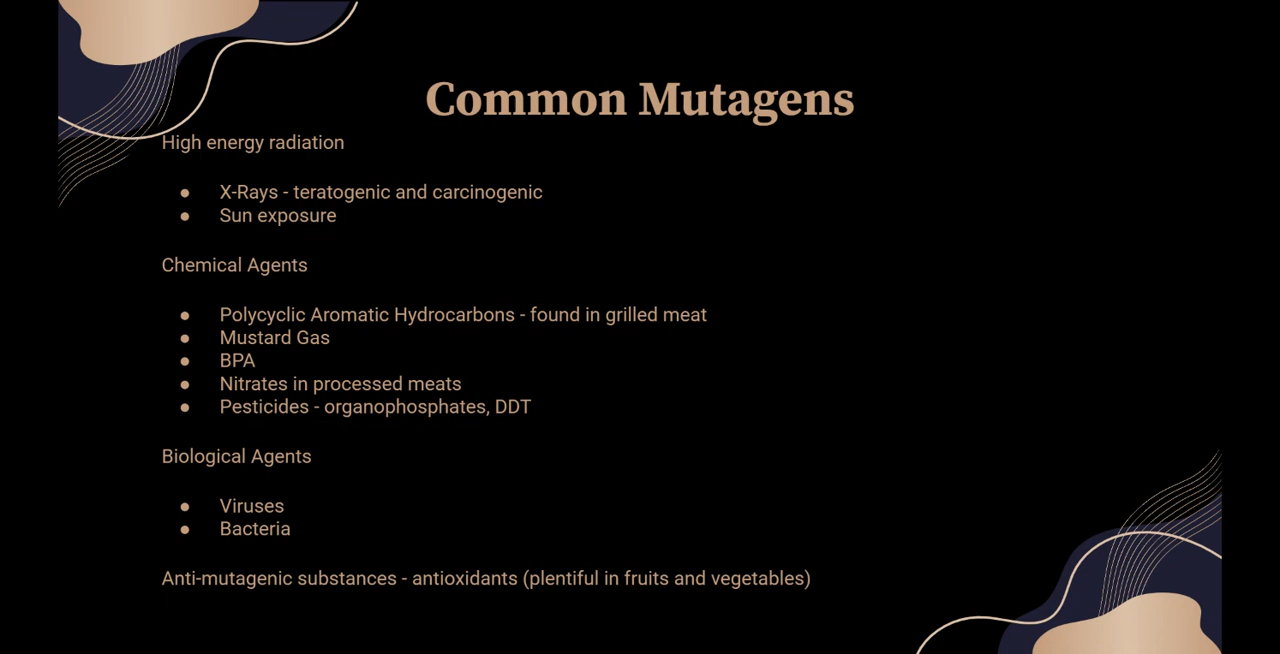 Common Mutagens
High energy radiation
● X-Rays - teratogenic and carcinogenic
● Sun exposure
Chemical Agents
● Polycyclic Aromatic Hydrocarbons - found in grilled meat
● Mustard Gas
● BPA
● Nitrates in processed meats
● Pesticides - organophosphates, DDT
Biological Agents
● Viruses
● Bacteria
Anti-mutagenic substances - antioxidants (plentiful in fruits and vegetables)